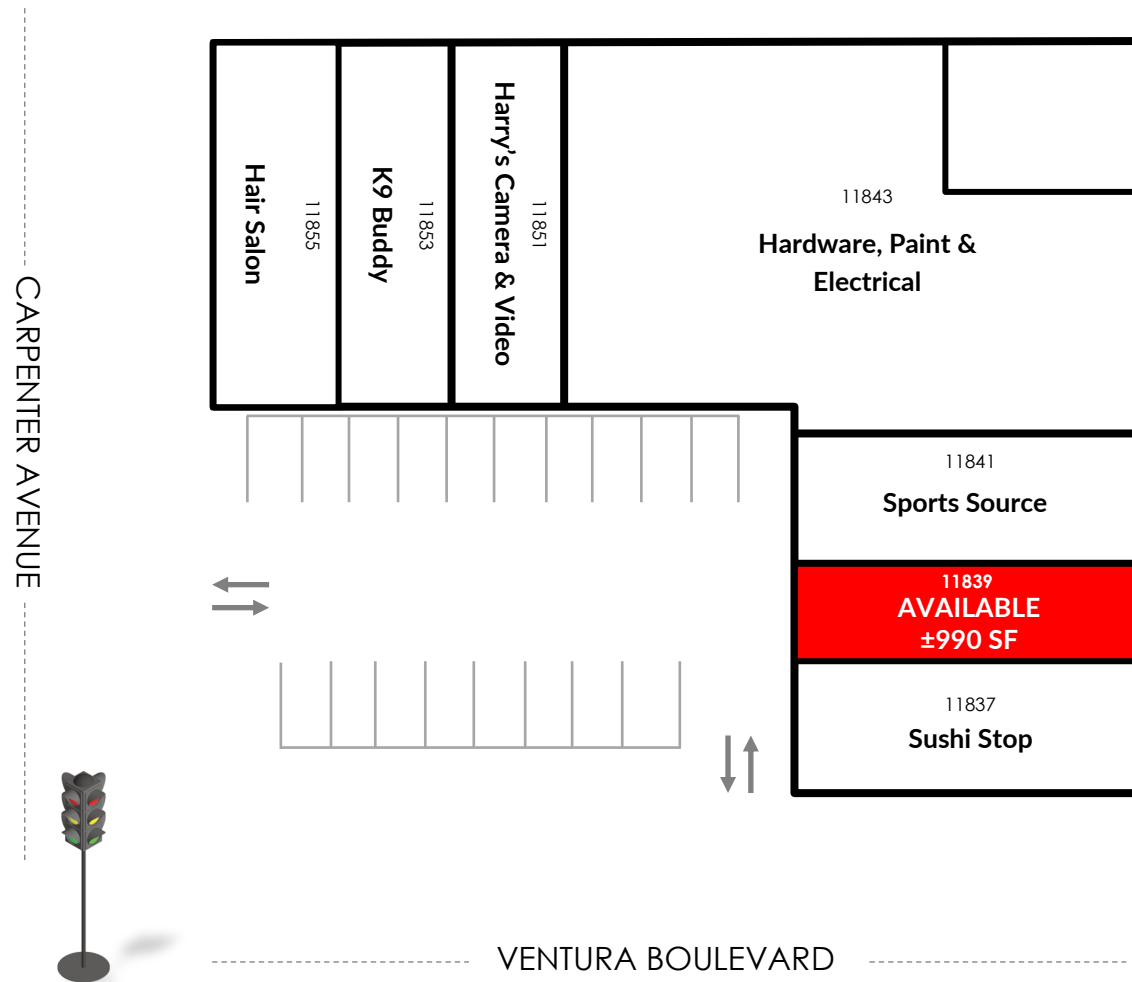 CARPENTER AVENUE
Hair Salon
11855
K9 Buddy
11853
Harry's Camera & Video
11851
11843
Hardware, Paint &
Electrical
11841
Sports Source
11839
AVAILABLE
±990 SF
11837
Sushi Stop
VENTURA BOULEVARD